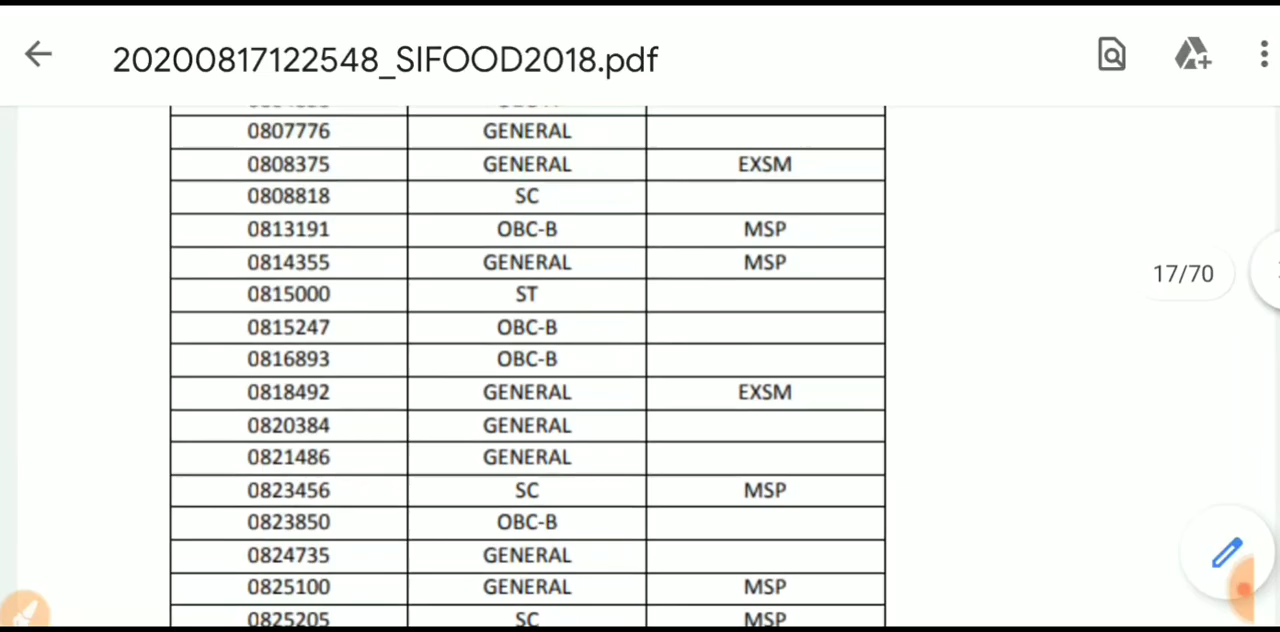 20200817122548_SIFOOD2018.pdf
0807776 GENERAL
0808375 GENERAL EXSM
0808818 SC
0813191 OBC-B MSP
0814355 GENERAL MSP
17/70
0815000 ST
0815247 OBC-B
0816893 OBC-B
0818492 GENERAL EXSM
0820384 GENERAL
0821486 GENERAL
0823456 SC MSP
0823850 OBC-B
0824735 GENERAL
0825100 GENERAL MSP
0825205 SC MSP